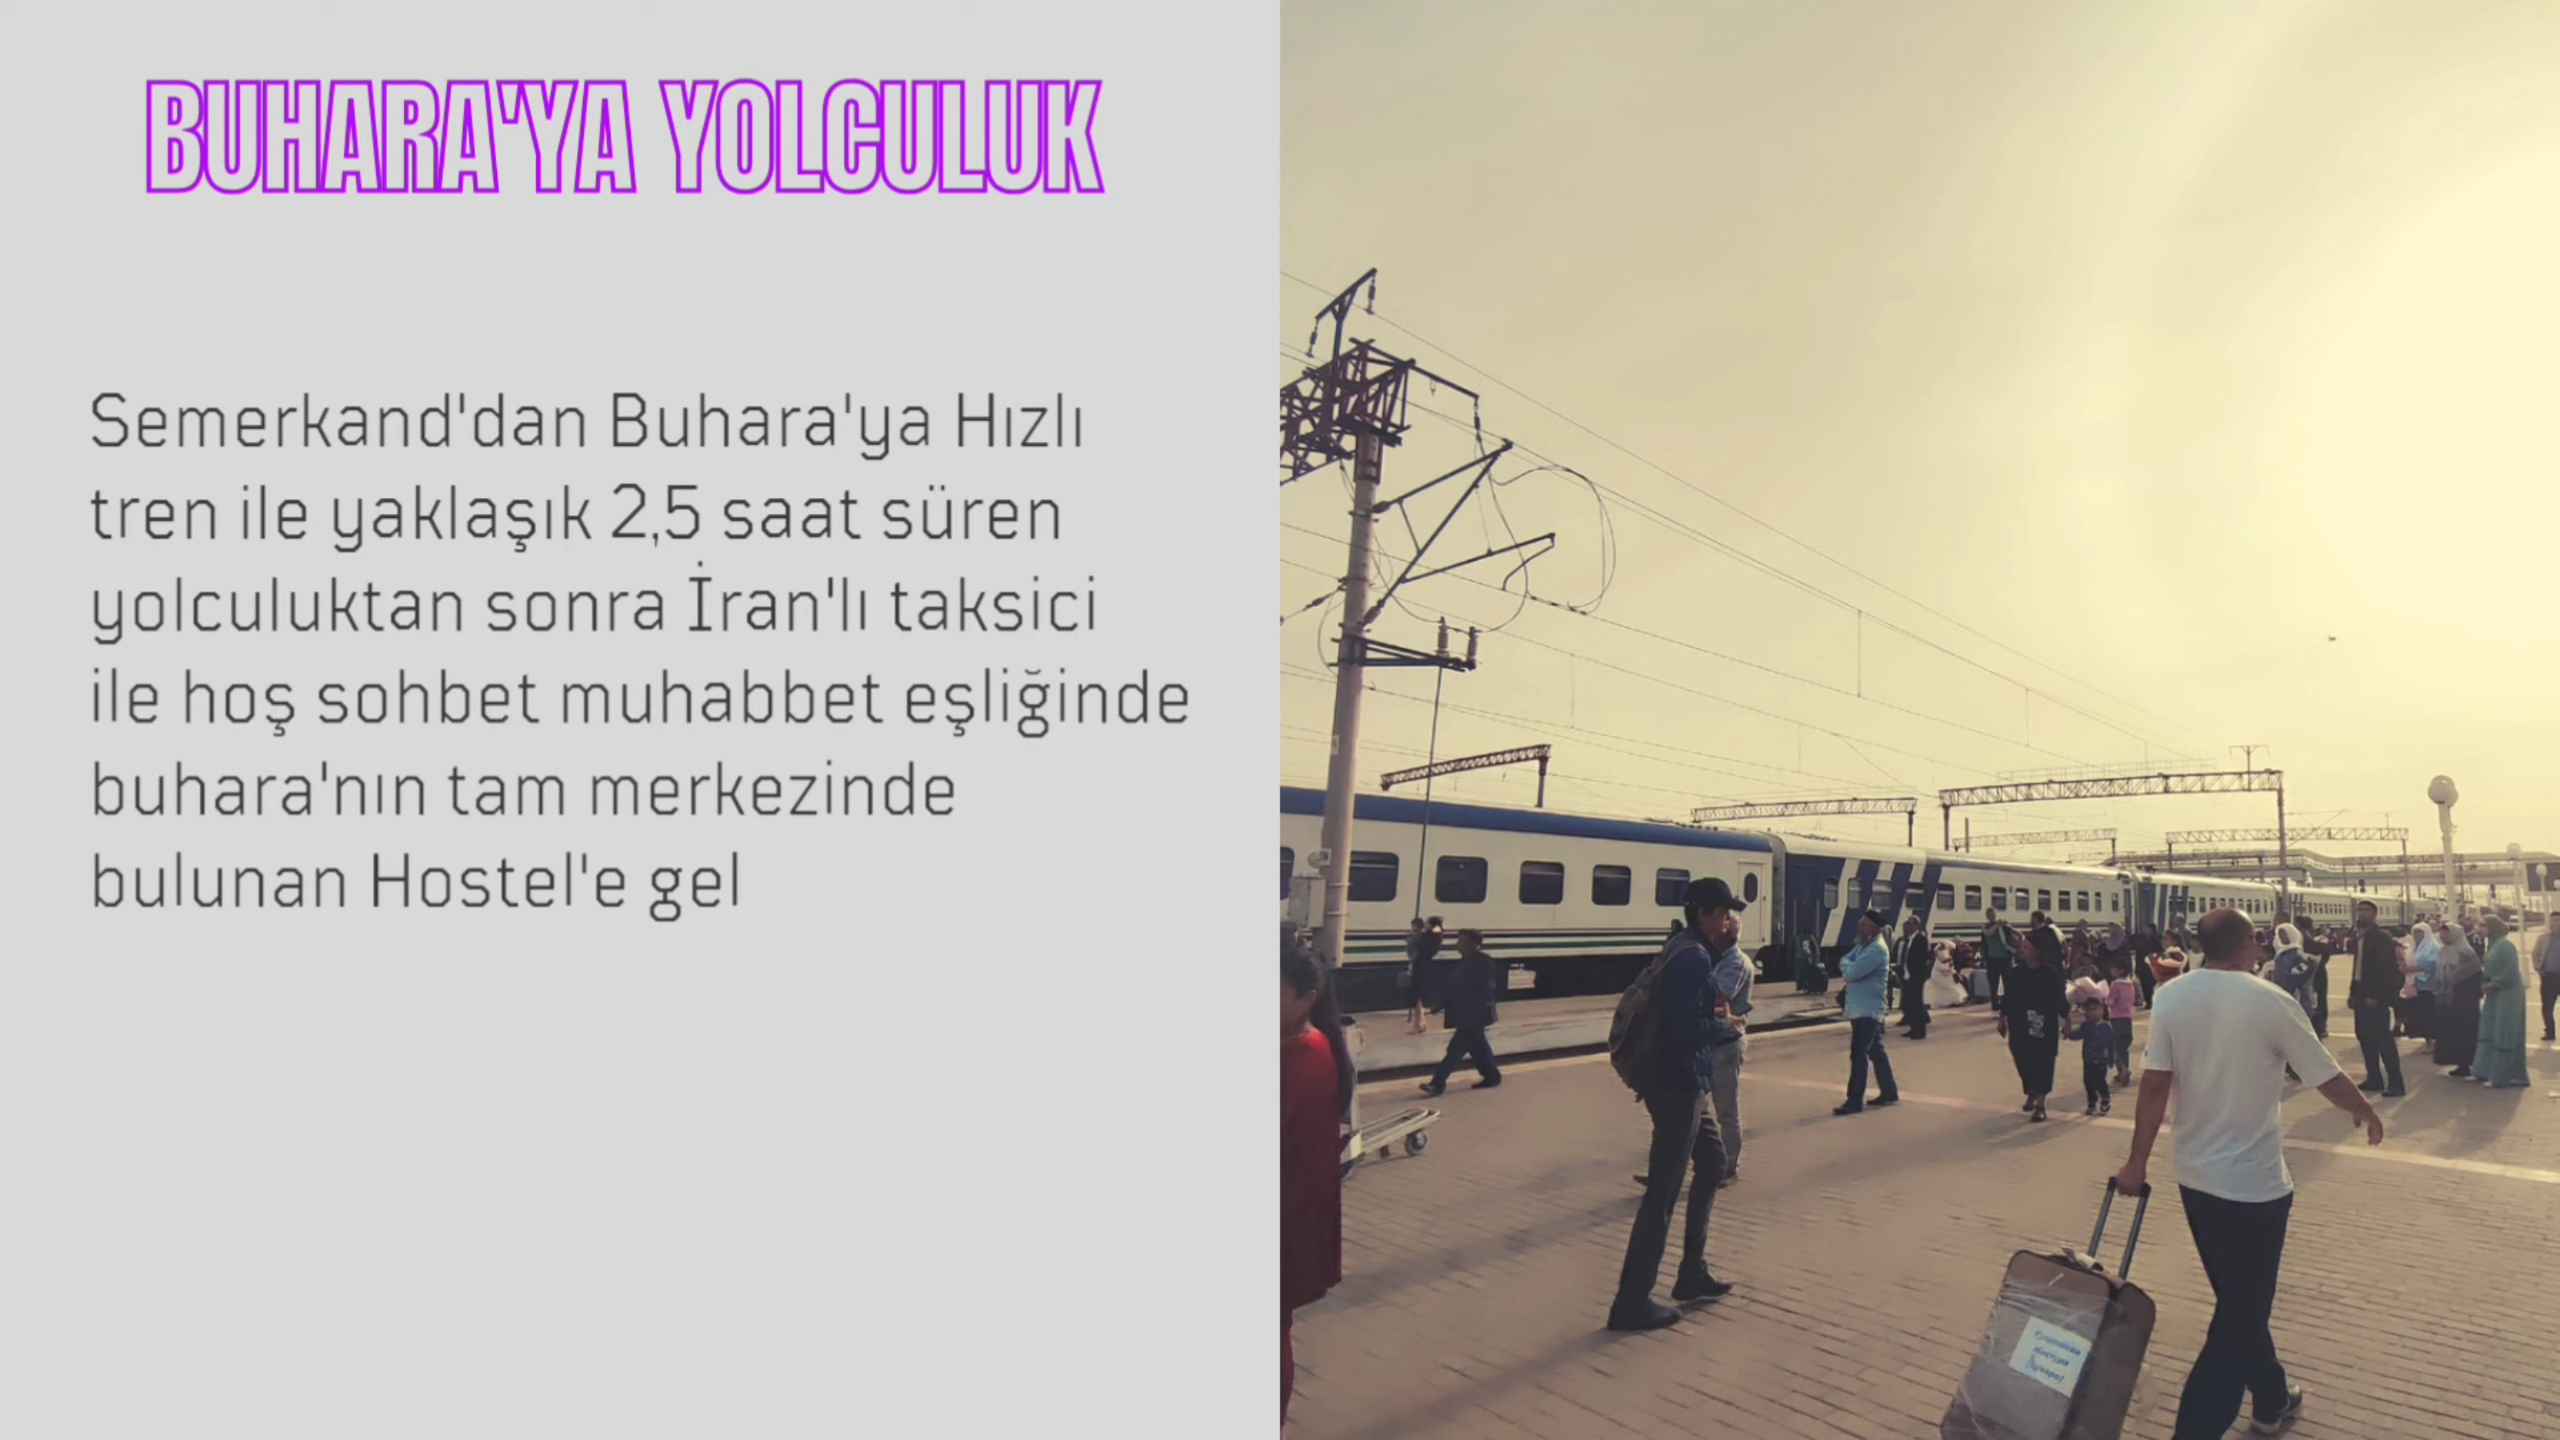 BUHARA'YA YOLCULUK
Semerkand'dan Buhara'ya Hızlı
tren ile yaklaşık 2,5 saat süren
yolculuktan sonra İran'lı taksici
ile hoş sohbet muhabbet eşliğinde
buhara'nın tam merkezinde
bulunan Hostel'e gel